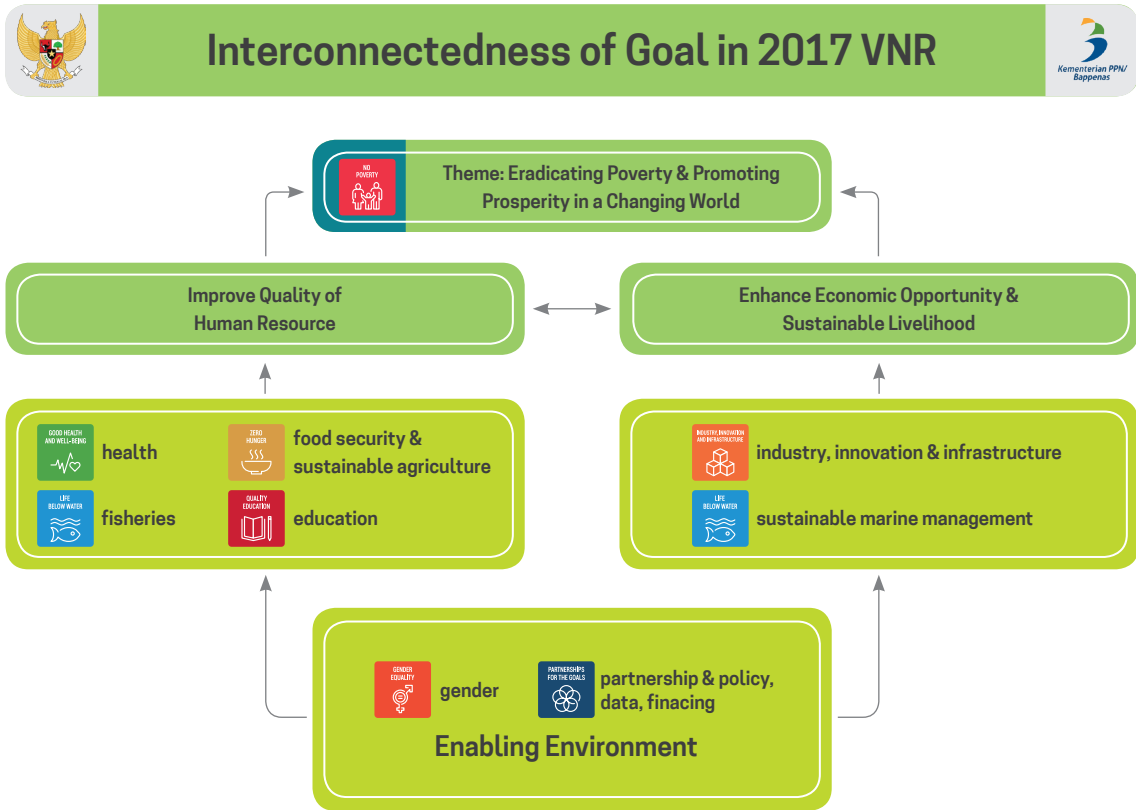 Interconnectedness of Goal in 2017 VNR
Kementerian PPN/
Bappenas
NO
POVERTY
Theme: Eradicating Poverty & Promoting
Prosperity in a Changing World
Improve Quality of
Human Resource
Enhance Economic Opportunity &
Sustainable Livelihood
GOOD HEALTH
AND WELL-BEING
health
ZERO
HUNGER
food security &
sustainable agriculture
LIFE
BELOW WATER
fisheries
QUALITY
EDUCATION
education
INDUSTRY, INNOVATION
AND INFRASTRUCTURE
industry, innovation & infrastructure
LIFE
BELOW WATER
sustainable marine management
GENDER
EQUALITY
gender
PARTNERSHIPS
FOR THE GOALS
partnership & policy,
data, finacing
Enabling Environment